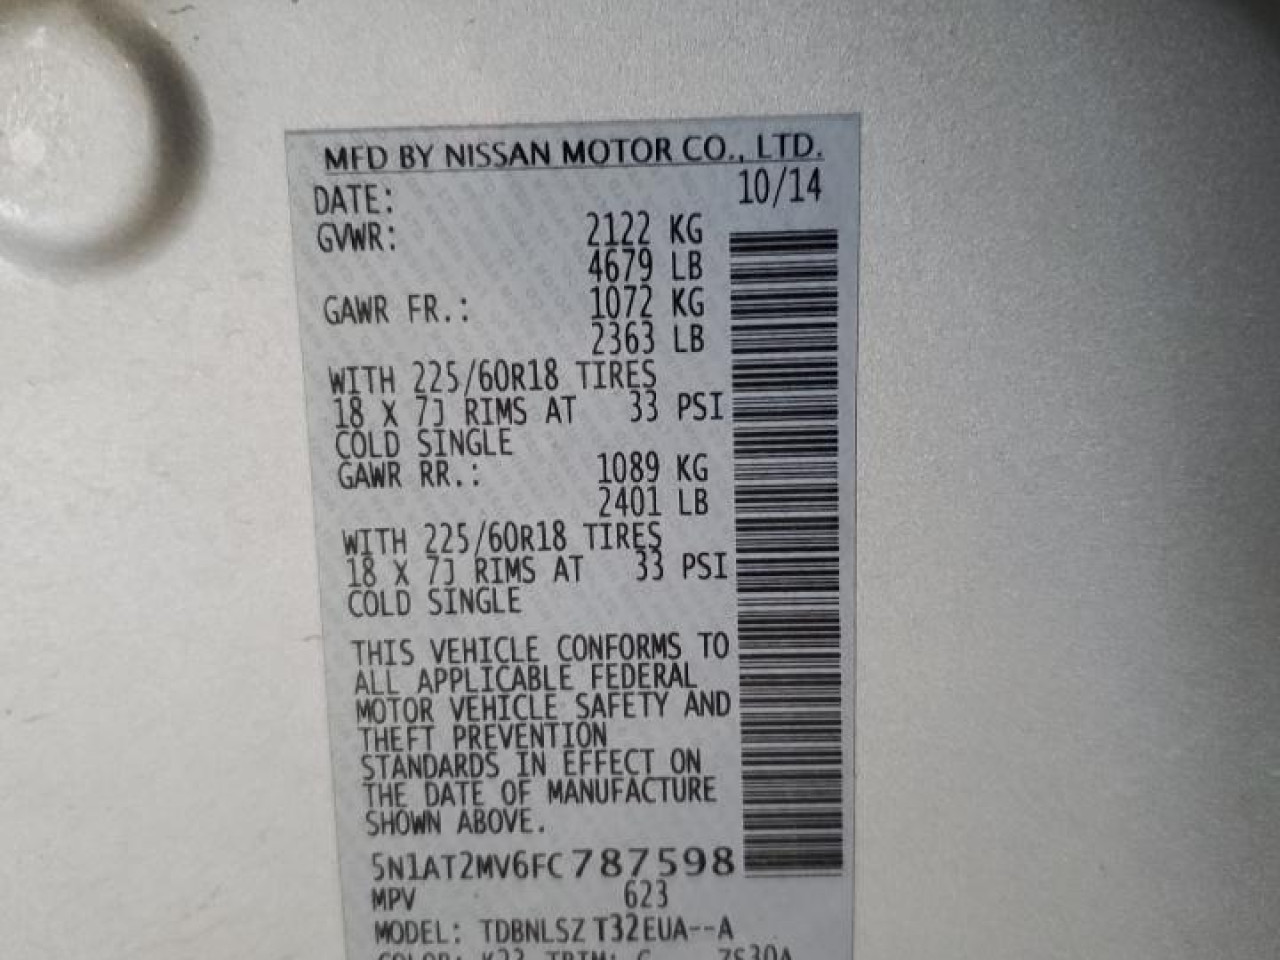 MFD BY NISSAN MOTOR CO., LTD.
DATE: 10/14
GVWR: 2122 KG
4679 LB
GAWR FR.: 1072 KG
2363 LB
WITH 225/60R18 TIRES
18 X 7J RIMS AT 33 PSI
COLD SINGLE
GAWR RR.: 1089 KG
2401 LB
WITH 225/60R18 TIRES
18 X 7J RIMS AT 33 PSI
COLD SINGLE
THIS VEHICLE CONFORMS TO
ALL APPLICABLE FEDERAL
MOTOR VEHICLE SAFETY AND
THEFT PREVENTION
STANDARDS IN EFFECT ON
THE DATE OF MANUFACTURE
SHOWN ABOVE.
5N1AT2MV6FC787598
MPV 623
MODEL: TDBNLSZ T32EUA--A
COLOR: K23 TRIM: G